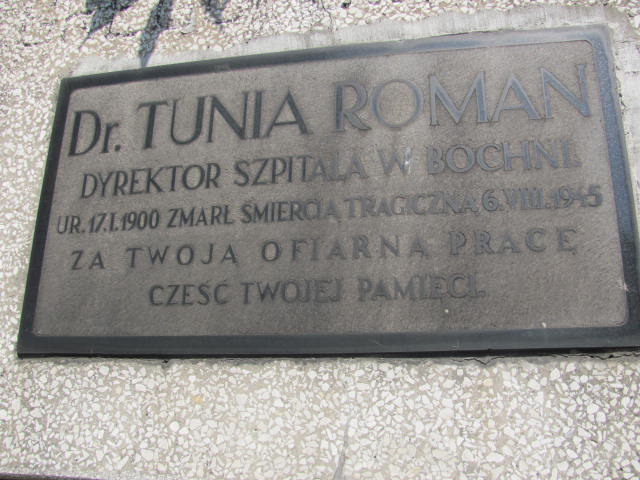 Dr. TUNIA ROMAN
DYREKTOR SZPITALA W BOCHNI.
UR. 17.I.1900 ZMARŁ ŚMIERCIĄ TRAGICZNĄ 6.VIII.1945
ZA TWOJĄ OFIARNĄ PRACĘ
CZEŚĆ TWOJEJ PAMIĘCI.